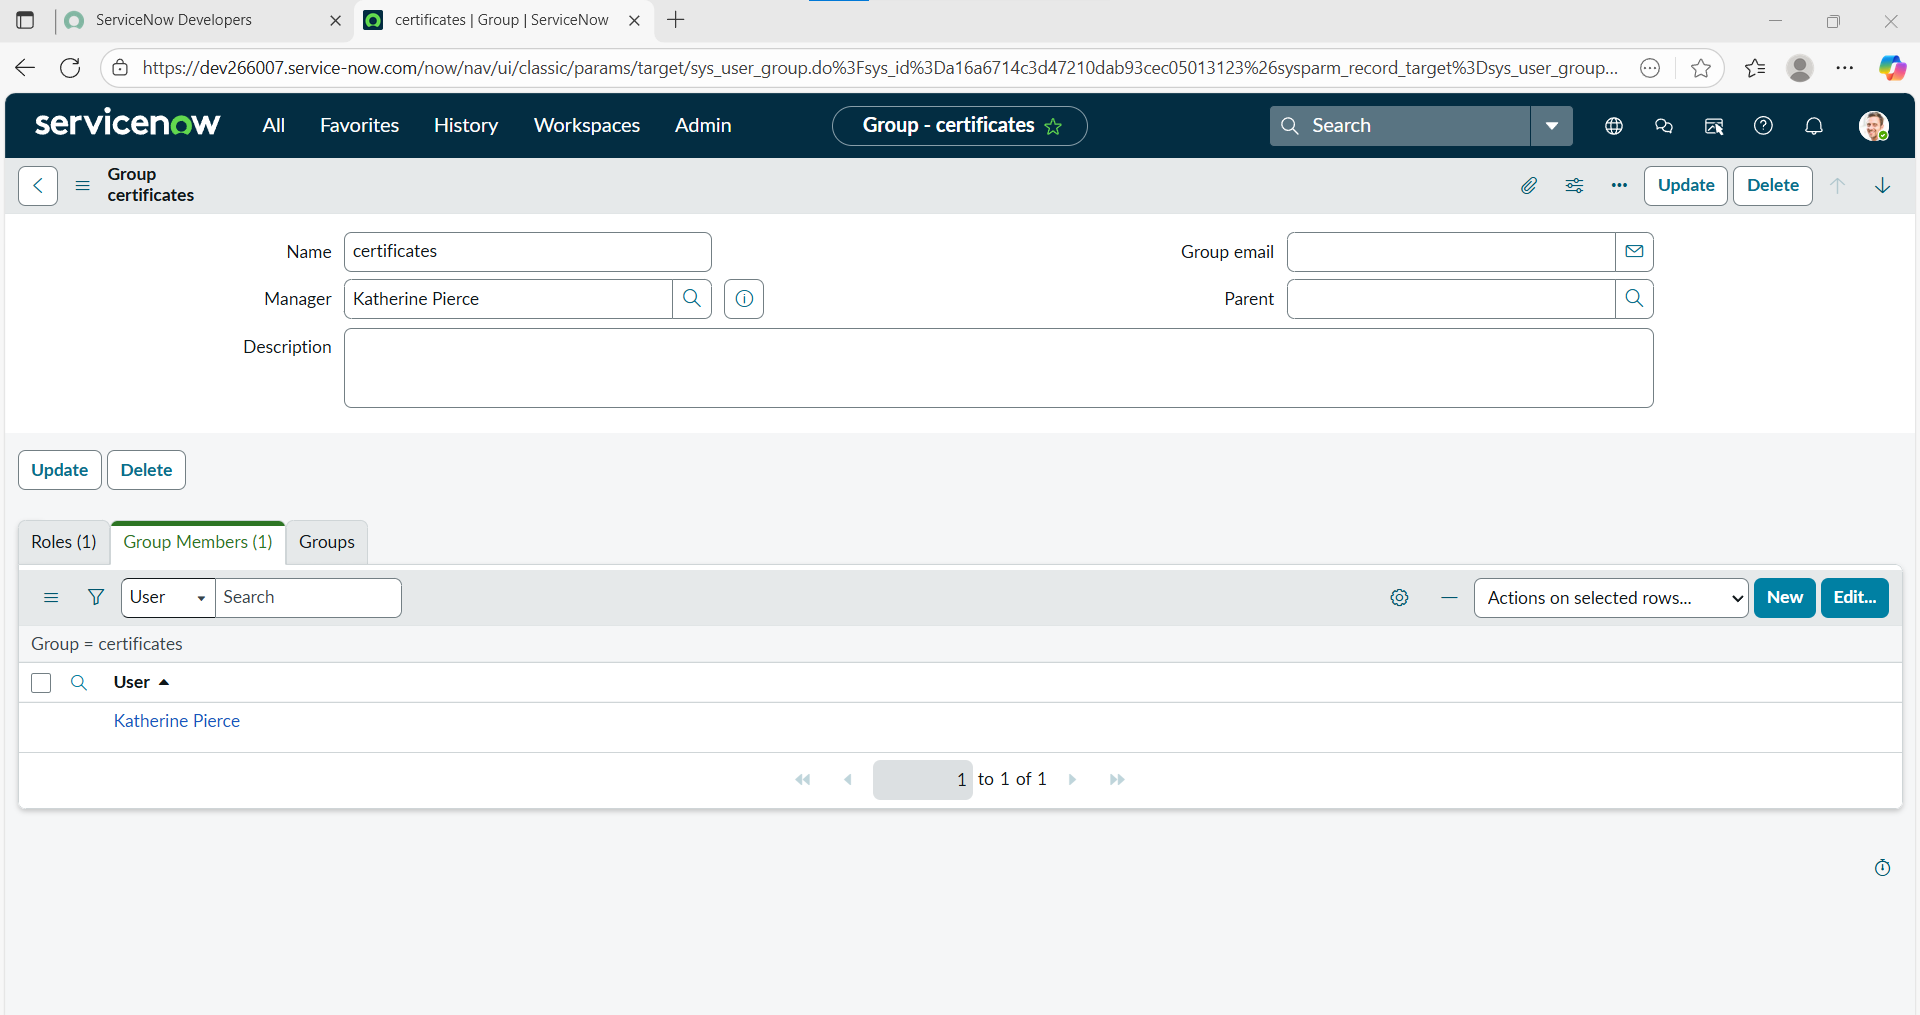 ServiceNow Developers
certificates | Group | ServiceNow
https://dev266007.service-now.com/now/nav/ui/classic/params/target/sys_user_group.do%3Fsys_id%3Da16a6714c3d47210dab93cec05013123%26sysparm_record_target%3Dsys_user_group...
servicenow
All
Favorites
History
Workspaces
Admin
Group - certificates
Search
Group
certificates
Update
Delete
Name
certificates
Group email
Manager
Katherine Pierce
Parent
Description
Update
Delete
Roles (1)
Group Members (1)
Groups
User
Search
Actions on selected rows...
New
Edit...
Group = certificates
User
Katherine Pierce
1 to 1 of 1